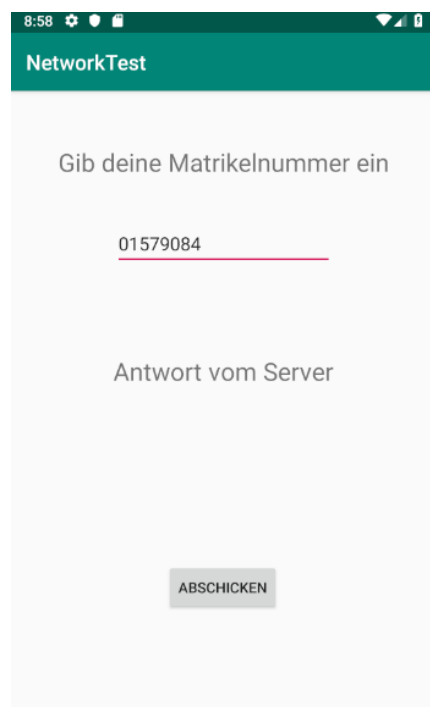 8:58
NetworkTest
Gib deine Matrikelnummer ein
01579084
Antwort vom Server
ABSCHICKEN